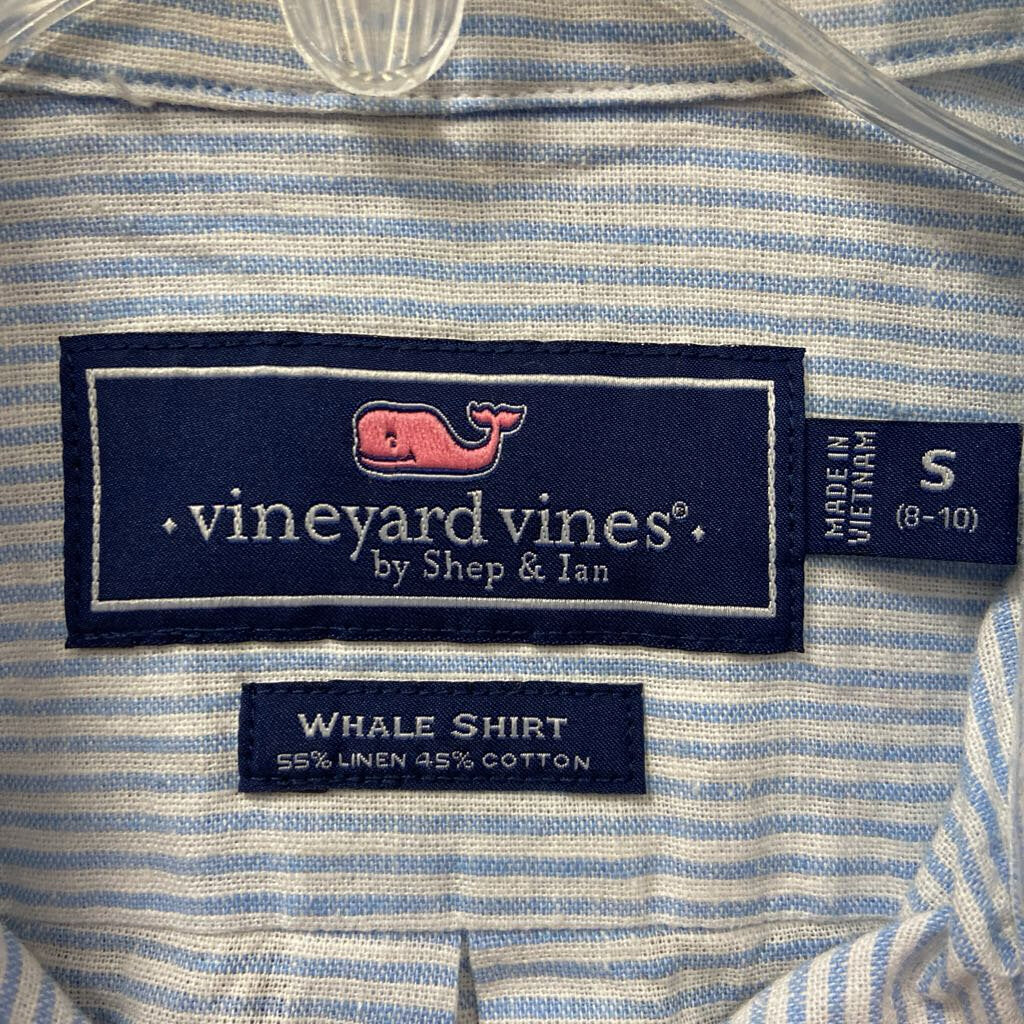 vineyard vines®
by Shep & Ian
MADE IN
VIETNAM
S
(8-10)
WHALE SHIRT
55% LINEN 45% COTTON